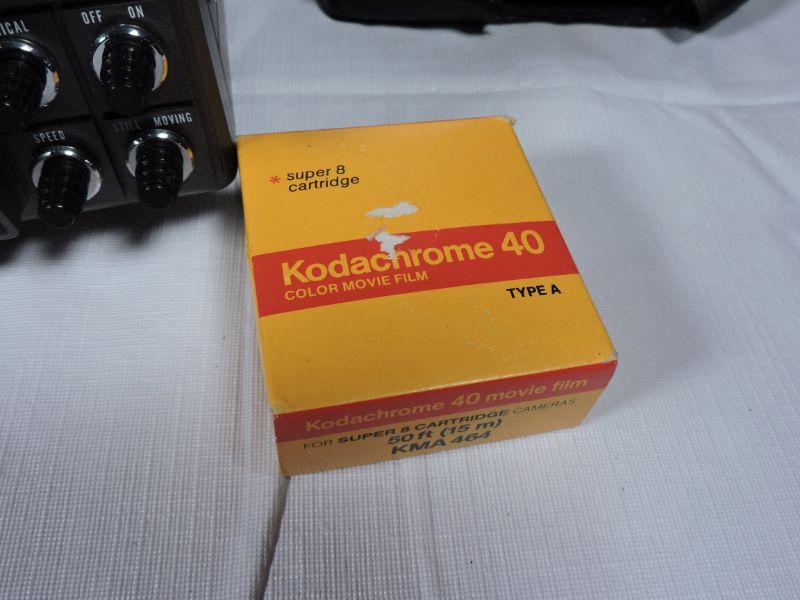 OFF ON
SPEED
STILL MOVING
* super 8
cartridge
Kodachrome 40
COLOR MOVIE FILM
TYPE A
Kodachrome 40 movie film
FOR SUPER 8 CARTRIDGE CAMERAS
50 ft (15 m)
KMA 464